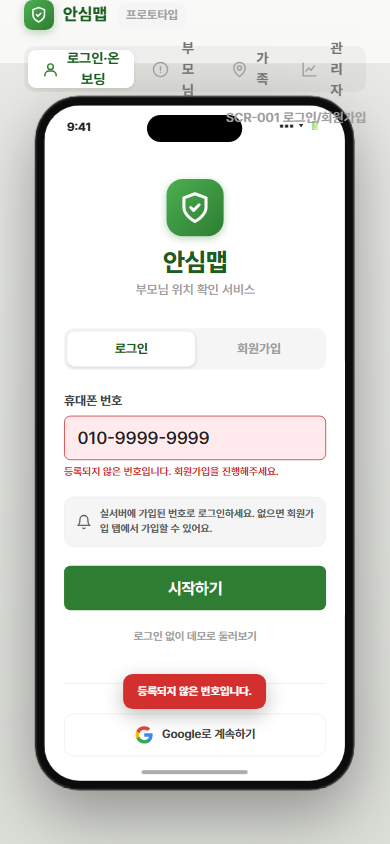 안심맵 프로토타입
로그인·온
보딩
부
모
님
가
족
관
리
자
SCR-001 로그인/회원가입
9:41
안심맵
부모님 위치 확인 서비스
로그인 회원가입
휴대폰 번호
010-9999-9999
등록되지 않은 번호입니다. 회원가입을 진행해주세요.
실서버에 가입된 번호로 로그인하세요. 없으면 회원가
입 탭에서 가입할 수 있어요.
시작하기
로그인 없이 데모로 둘러보기
등록되지 않은 번호입니다.
Google로 계속하기